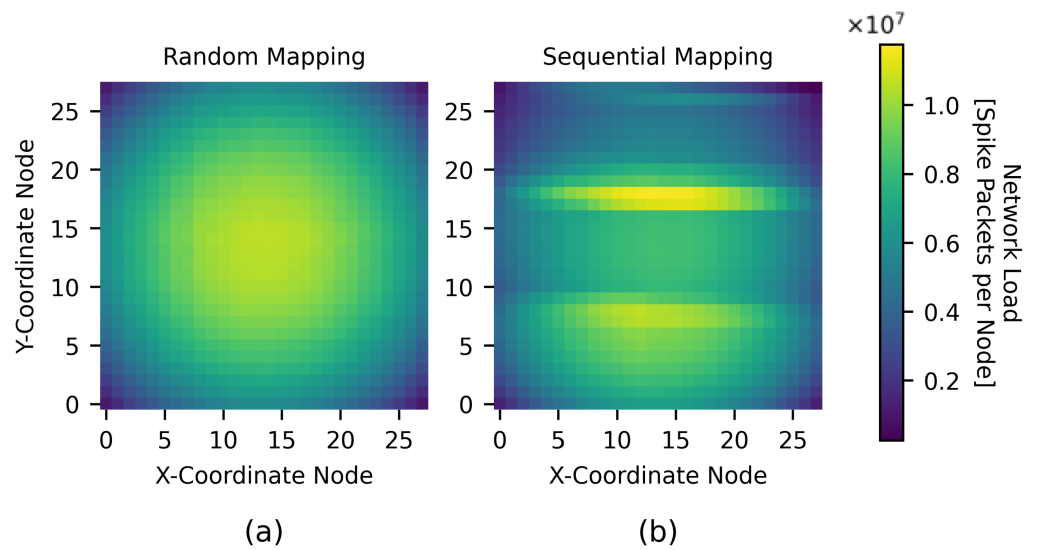 Random Mapping
Y-Coordinate Node
25
20
15
10
5
0
0 5 10 15 20 25
X-Coordinate Node
(a)
Sequential Mapping
25
20
15
10
5
0
0 5 10 15 20 25
X-Coordinate Node
(b)
×10⁷
1.0
0.8
0.6
0.4
0.2
Network Load
[Spike Packets per Node]